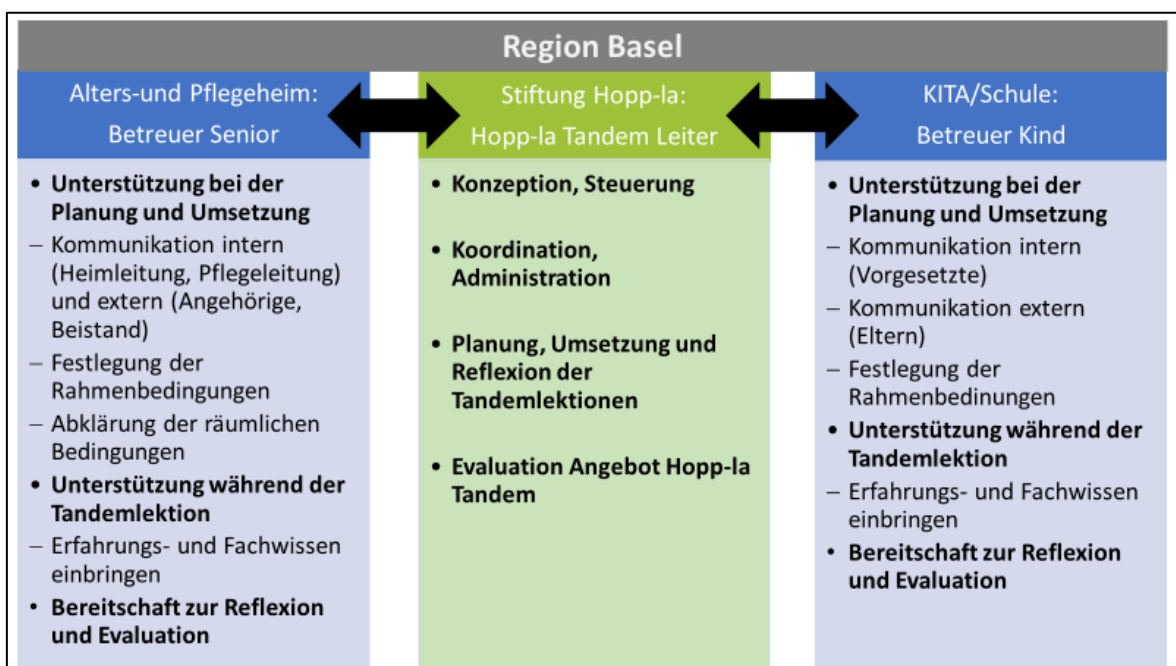 Region Basel
Alters-und Pflegeheim:
Betreuer Senior
• Unterstützung bei der
Planung und Umsetzung
– Kommunikation intern
(Heimleitung, Pflegeleitung)
und extern (Angehörige,
Beistand)
– Festlegung der
Rahmenbedingungen
– Abklärung der räumlichen
Bedingungen
• Unterstützung während der
Tandemlektion
– Erfahrungs- und Fachwissen
einbringen
• Bereitschaft zur Reflexion
und Evaluation
Stiftung Hopp-la:
Hopp-la Tandem Leiter
• Konzeption, Steuerung
• Koordination,
Administration
• Planung, Umsetzung und
Reflexion der
Tandemlektionen
• Evaluation Angebot Hopp-la
Tandem
KITA/Schule:
Betreuer Kind
• Unterstützung bei der
Planung und Umsetzung
– Kommunikation intern
(Vorgesetzte)
– Kommunikation extern
(Eltern)
– Festlegung der
Rahmenbedinungen
• Unterstützung während der
Tandemlektion
– Erfahrungs- und Fachwissen
einbringen
• Bereitschaft zur Reflexion
und Evaluation